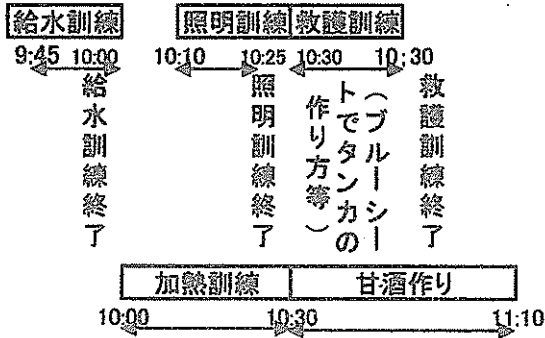 給水訓練 照明訓練 救護訓練
9:45 10:00 10:10 10:25 10:30 10:30
給水訓練終了
照明訓練終了
（ブルーシー
トでタンカの
作り方等）
救護訓練終了
加熱訓練 甘酒作り
10:00 10:30 11:10